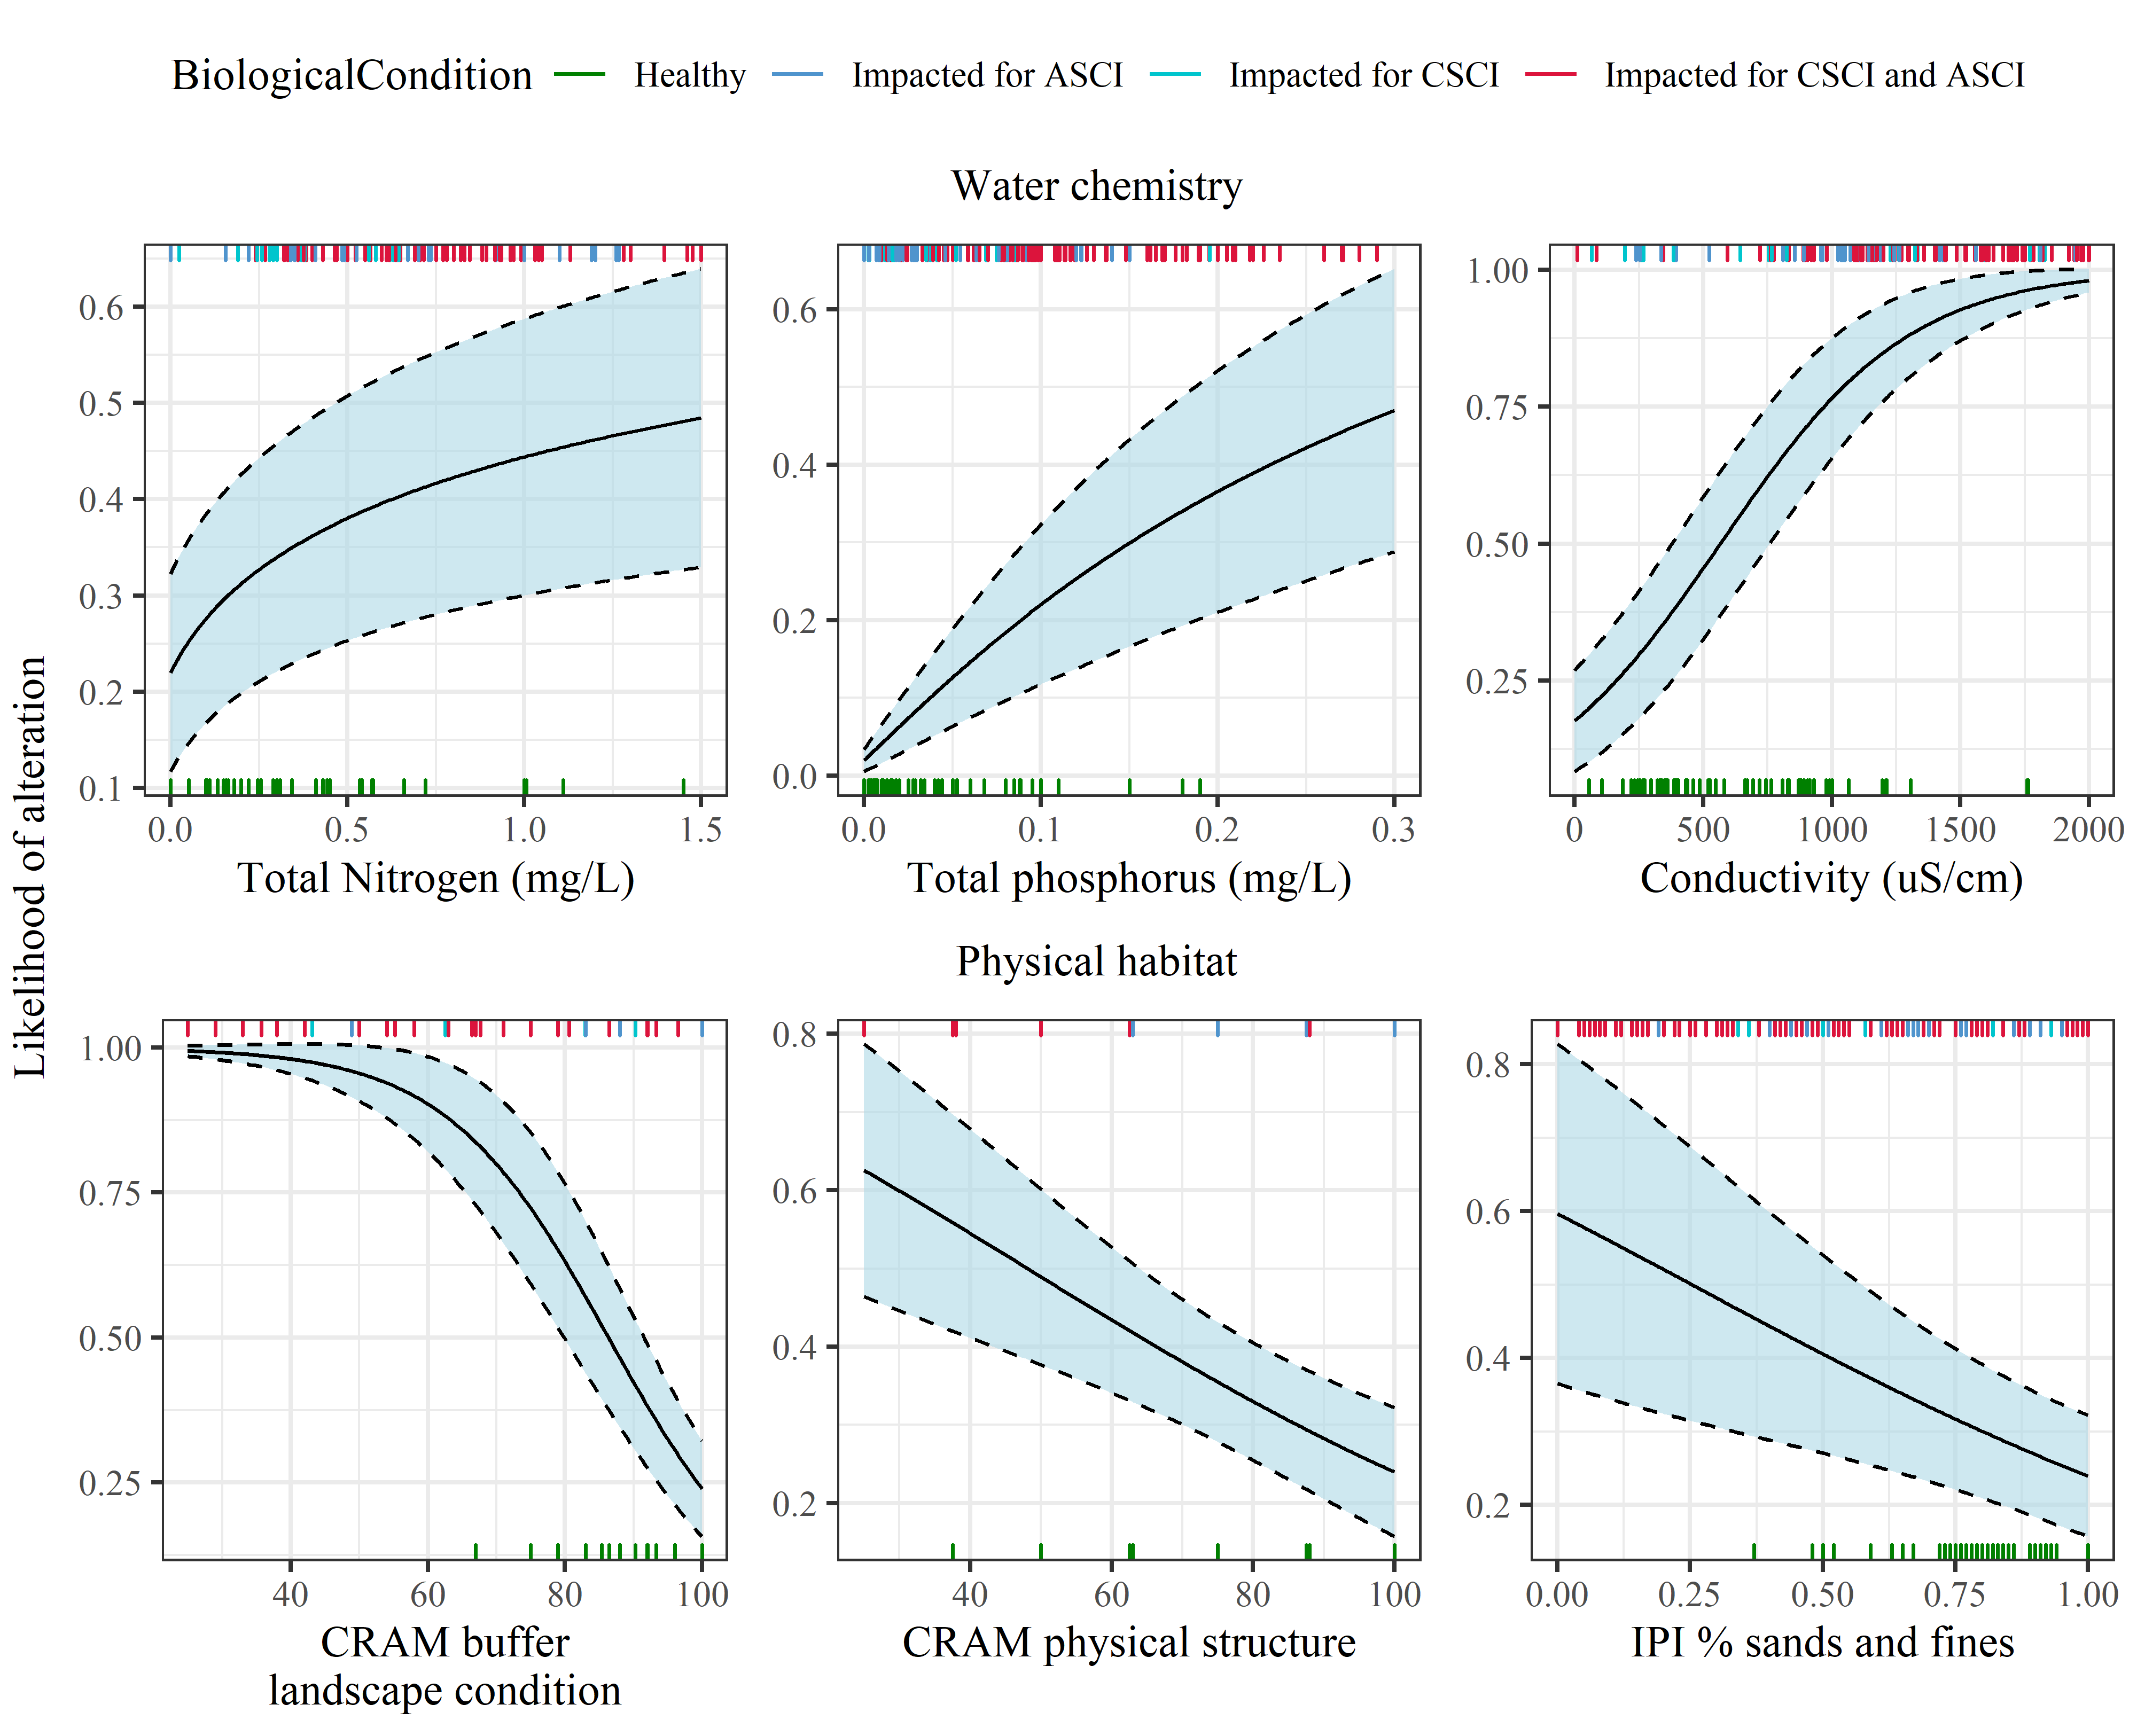 BiologicalCondition Healthy Impacted for ASCI Impacted for CSCI Impacted for CSCI and ASCI
Water chemistry
Likelihood of alteration
0.6
0.5
0.4
0.3
0.2
0.1
0.0 0.5 1.0 1.5
Total Nitrogen (mg/L)
0.6
0.4
0.2
0.0
0.0 0.1 0.2 0.3
Total phosphorus (mg/L)
1.00
0.75
0.50
0.25
0 500 1000 1500 2000
Conductivity (uS/cm)
Physical habitat
1.00
0.75
0.50
0.25
40 60 80 100
CRAM buffer
landscape condition
0.8
0.6
0.4
0.2
40 60 80 100
CRAM physical structure
0.8
0.6
0.4
0.2
0.00 0.25 0.50 0.75 1.00
IPI % sands and fines